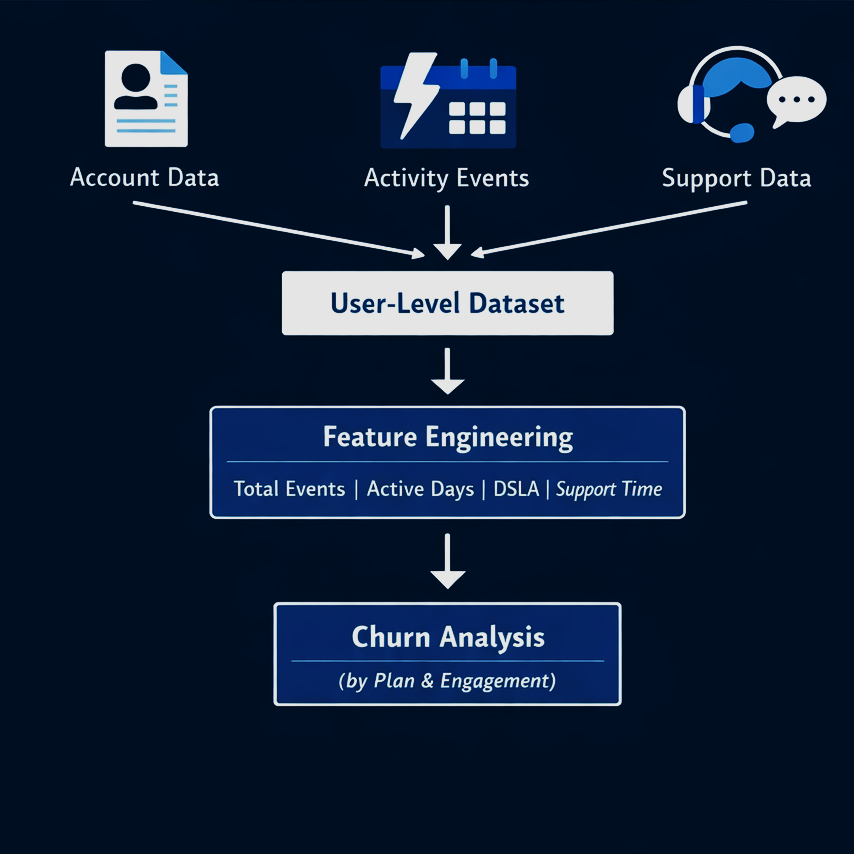 Account Data
Activity Events
Support Data
User-Level Dataset
Feature Engineering
Total Events | Active Days | DSLA | Support Time
Churn Analysis
(by Plan & Engagement)